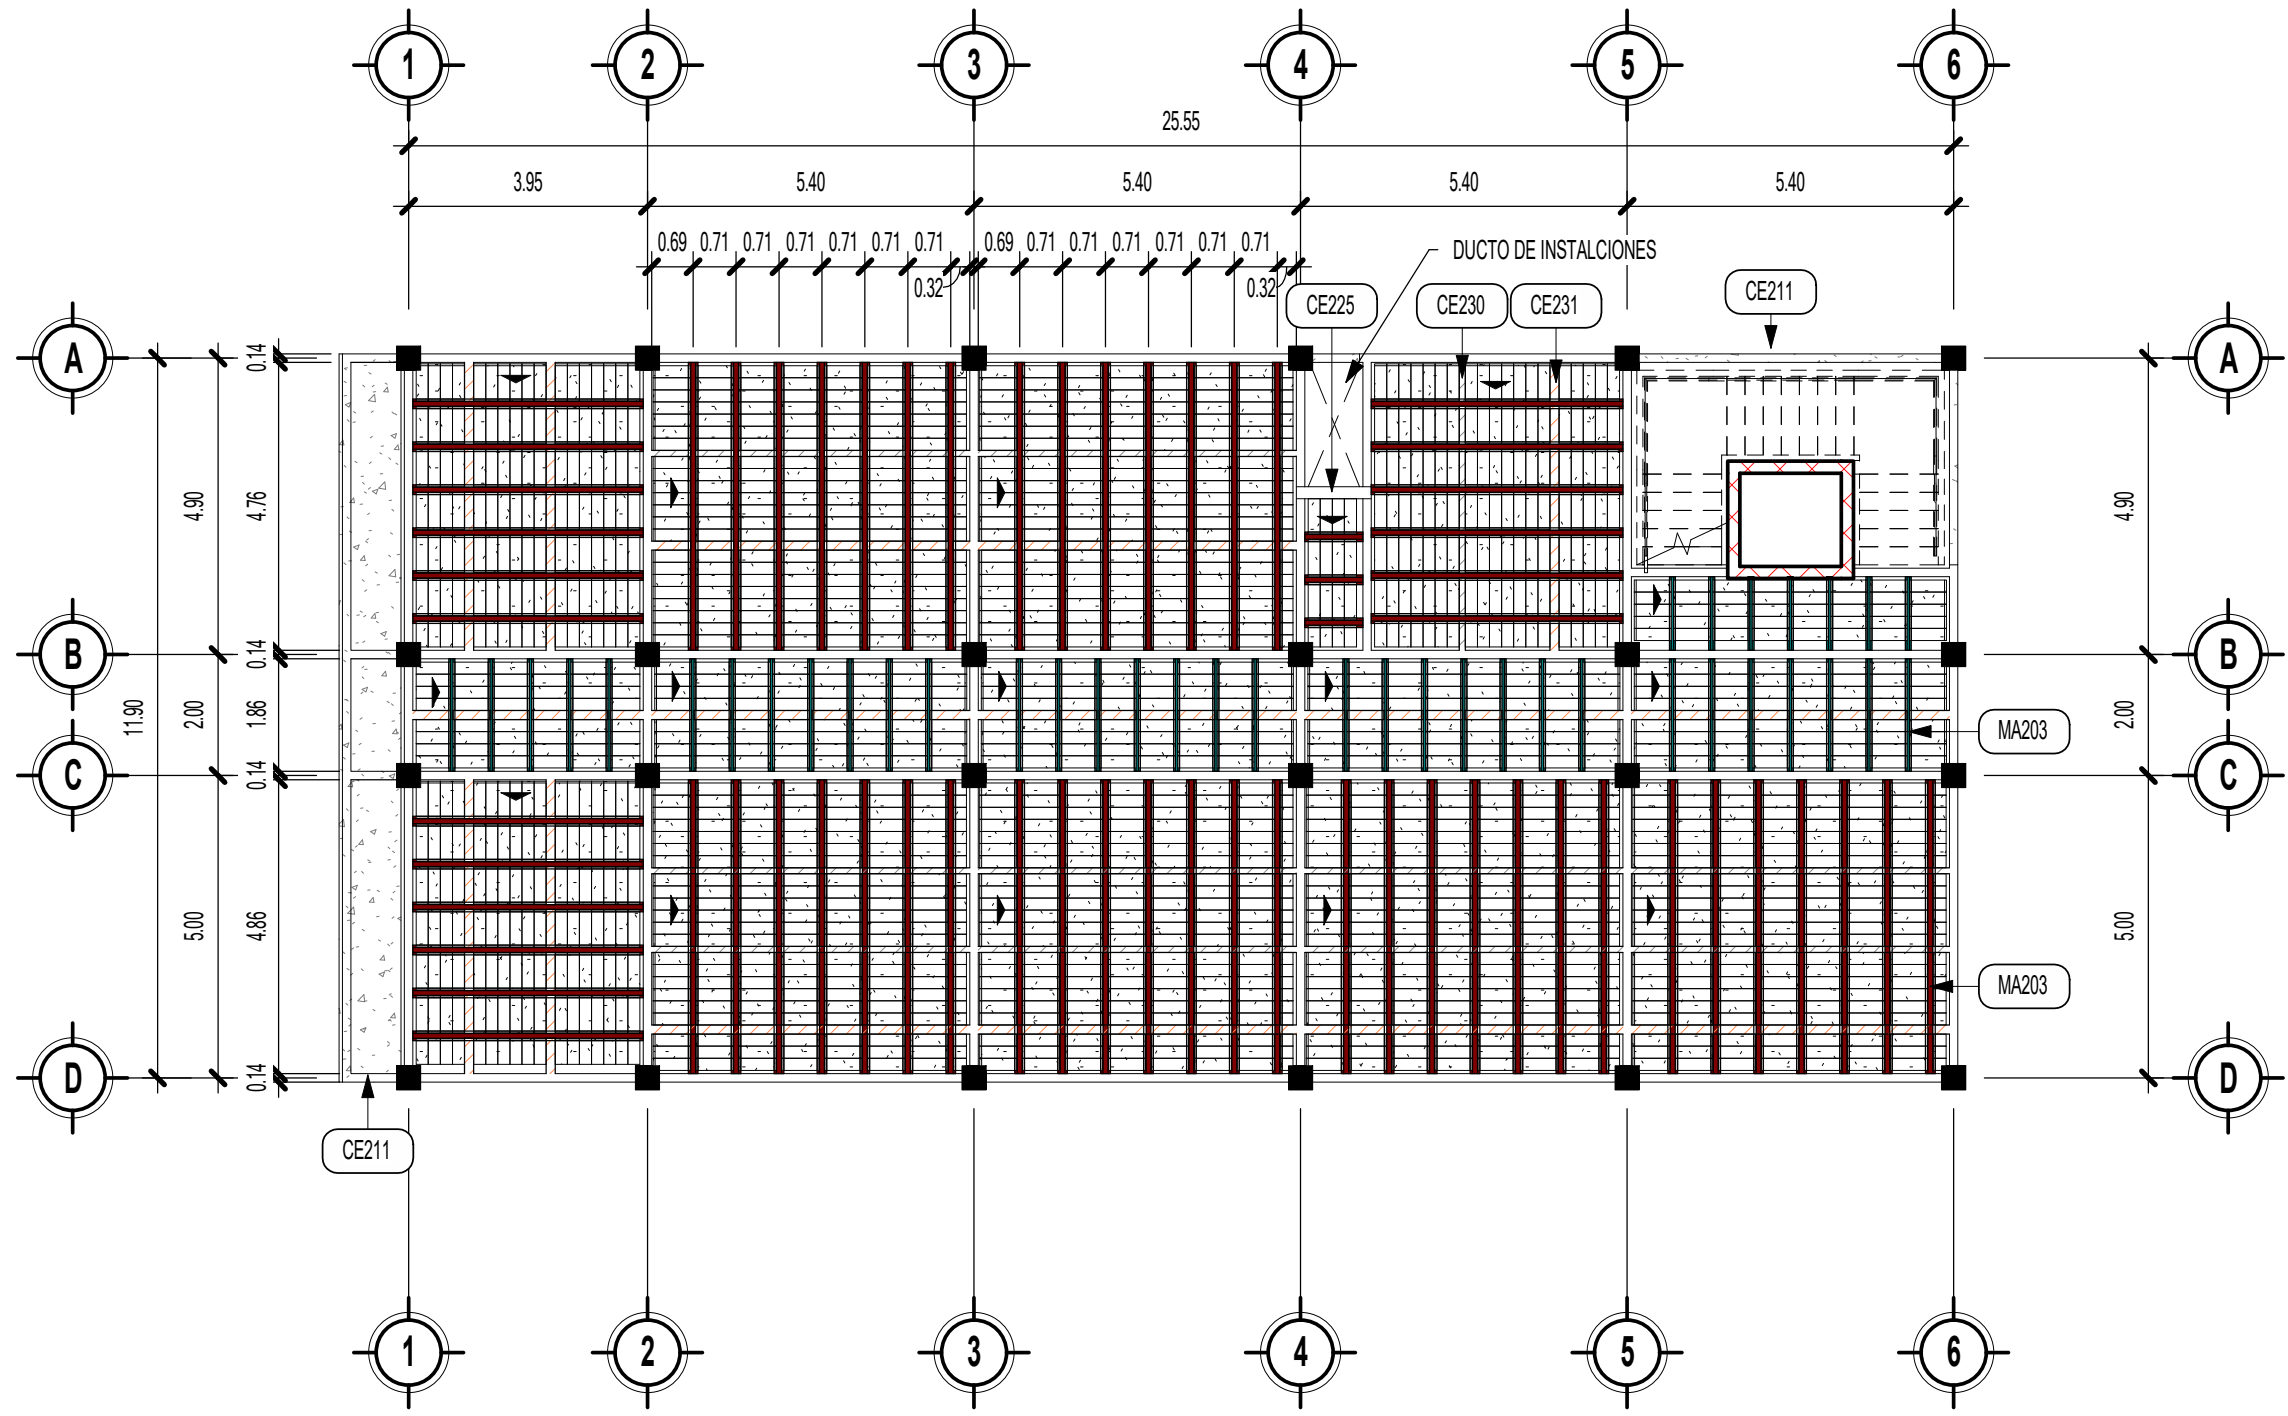 1 2 3 4 5 6
25.55
3.95 5.40 5.40 5.40 5.40
0.69 0.71 0.71 0.71 0.71 0.71 0.71 0.69 0.71 0.71 0.71 0.71 0.71 0.71
DUCTO DE INSTALCIONES
0.32 0.32
CE225 CE230 CE231 CE211
A 0.14 A
4.90 4.76 4.90
B 0.14 B
11.90 2.00 1.86 2.00
MA203
C 0.14 C
5.00 4.86 5.00
MA203
D 0.14 D
CE211
1 2 3 4 5 6